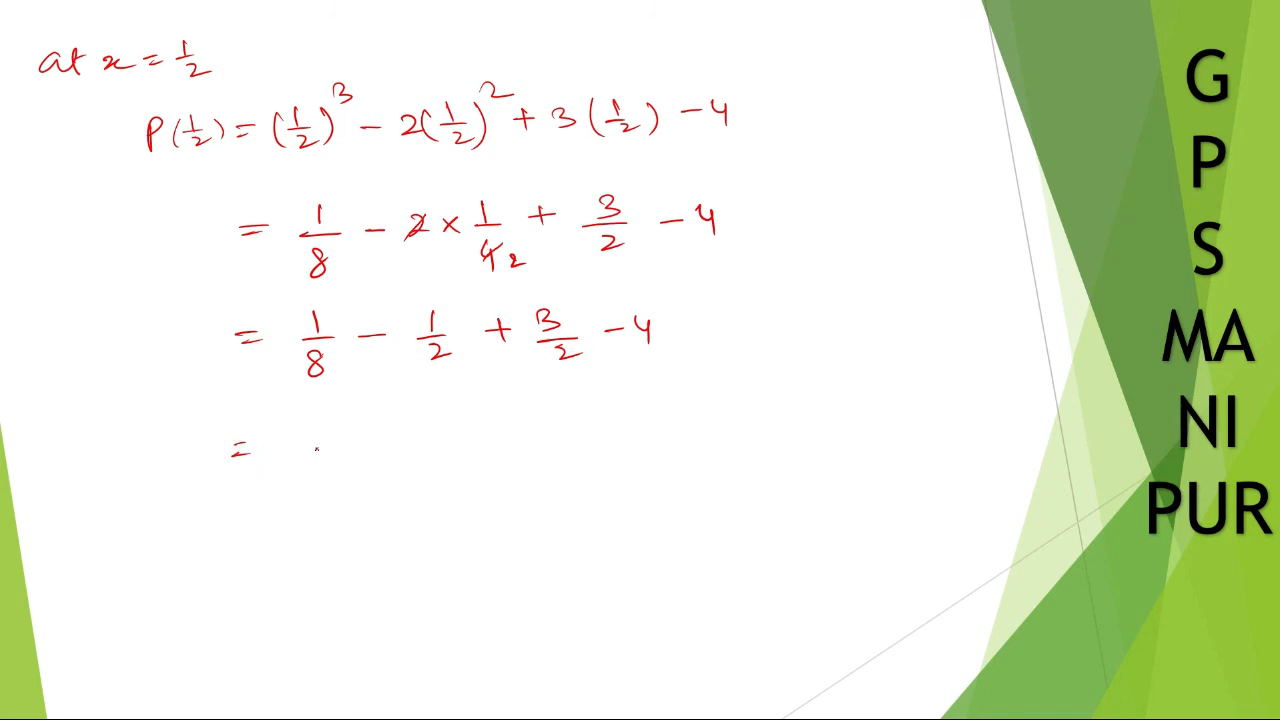 at x = 1/2
P(1/2) = (1/2)³ - 2(1/2)² + 3(1/2) - 4
= 1/8 - 2 × 1/4 2 + 3/2 - 4
= 1/8 - 1/2 + 3/2 - 4
=
G
P
S
MA
NI
PUR